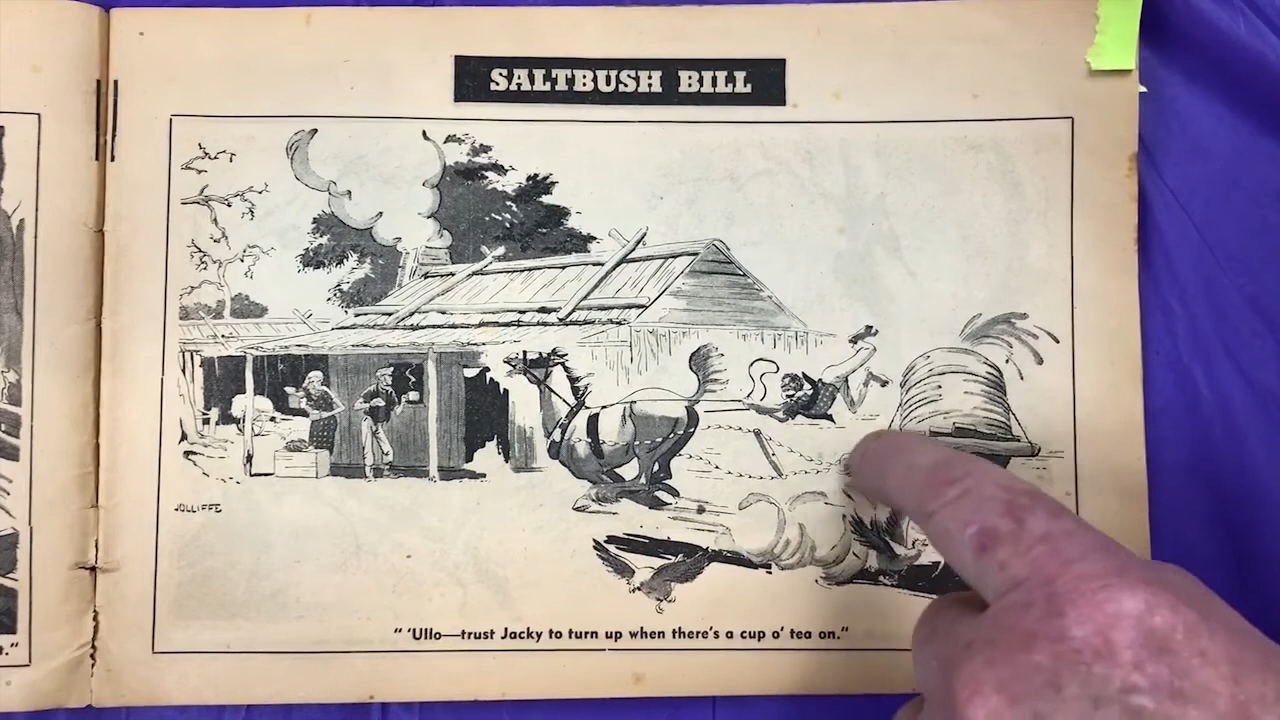 SALTBUSH BILL
JOLLIFFE
" 'Ullo—trust Jacky to turn up when there's a cup o' tea on."
."